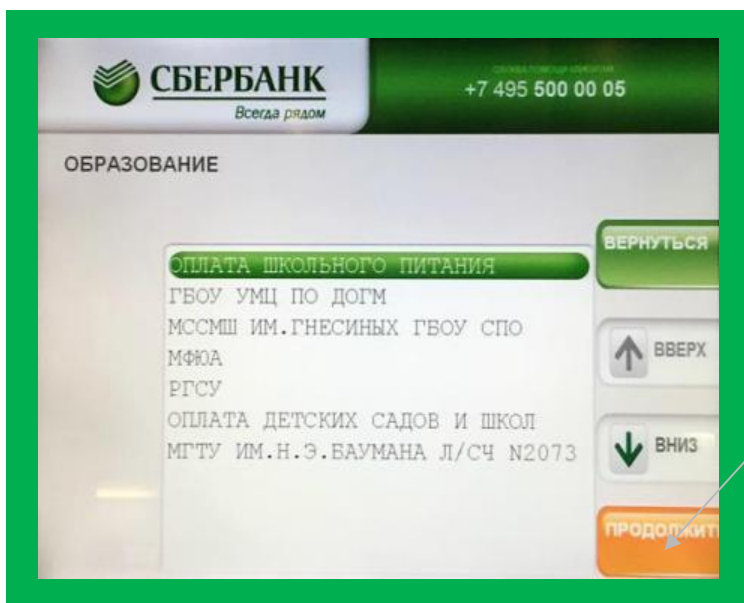 СБЕРБАНК
Всегда рядом
+7 495 500 00 05
ОБРАЗОВАНИЕ
ВЕРНУТЬСЯ
ОПЛАТА ШКОЛЬНОГО ПИТАНИЯ
ГБОУ УМЦ ПО ДОГМ
МССМШ ИМ.ГНЕСИНЫХ ГБОУ СПО
ВВЕРХ
МФЮА
РГСУ
ОПЛАТА ДЕТСКИХ САДОВ И ШКОЛ
ВНИЗ
МГТУ ИМ.Н.Э.БАУМАНА Л/СЧ N2073
ПРОДОЛЖИТЬ